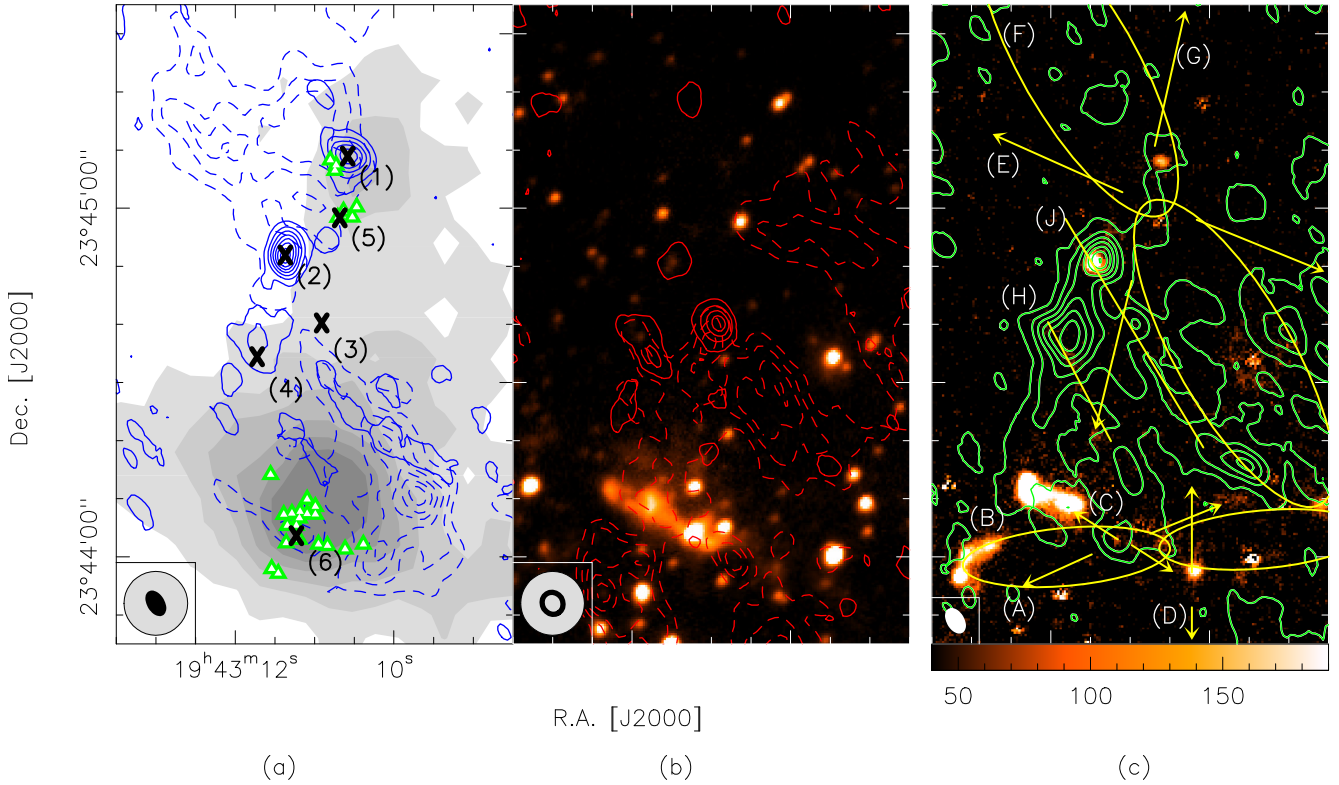 (F)
(G)
(1)
(E)
23°45'00"
(5)
(J)
(2)
(H)
(3)
(4)
Dec. [J2000]
(C)
(B)
23°44'00"
(6)
(A)
(D)
19ʰ43ᵐ12ˢ 10ˢ
50 100 150
R.A. [J2000]
(a) (b) (c)